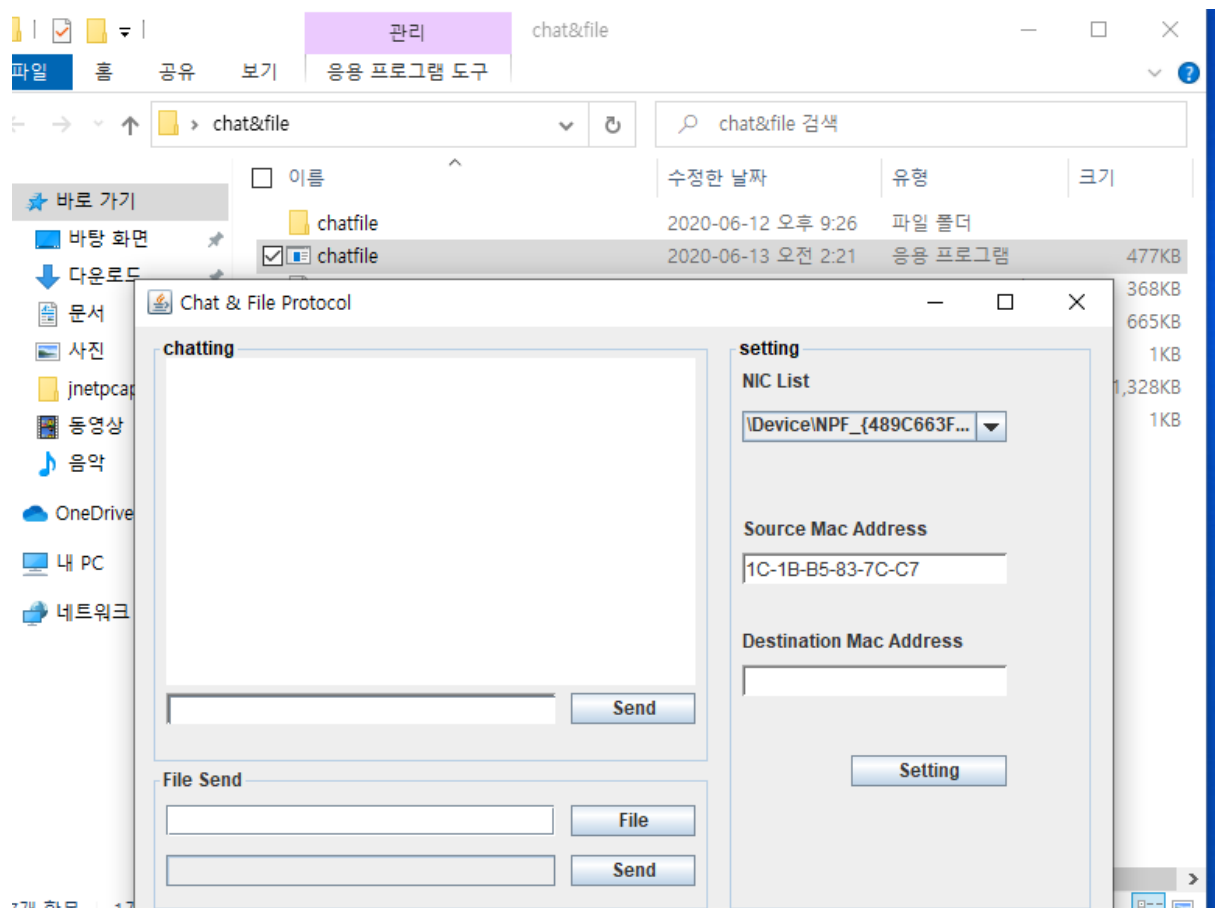 관리 chat&file
파일 홈 공유 보기 응용 프로그램 도구
chat&file chat&file 검색
이름 수정한 날짜 유형 크기
바로 가기
chatfile 2020-06-12 오후 9:26 파일 폴더
바탕 화면
chatfile 2020-06-13 오전 2:21 응용 프로그램 477KB
다운로드
368KB
문서
665KB
사진
1KB
jnetpcap
1,328KB
동영상
1KB
음악
OneDrive
내 PC
네트워크
Chat & File Protocol
chatting
Send
File Send
File
Send
setting
NIC List
\Device\NPF_{489C663F...
Source Mac Address
1C-1B-B5-83-7C-C7
Destination Mac Address
Setting